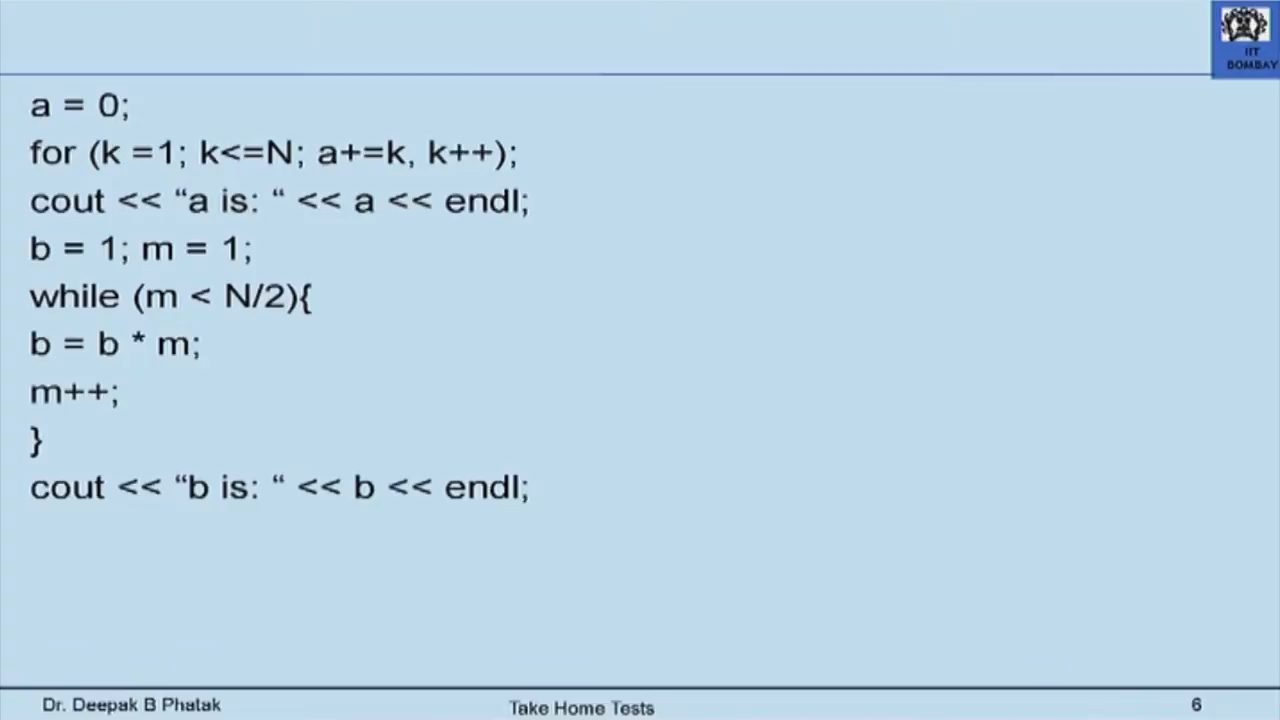 IIT
BOMBAY
a = 0;
for (k =1; k<=N; a+=k, k++);
cout << “a is: “ << a << endl;
b = 1; m = 1;
while (m < N/2){
b = b * m;
m++;
}
cout << “b is: “ << b << endl;
Dr. Deepak B Phatak
Take Home Tests
6